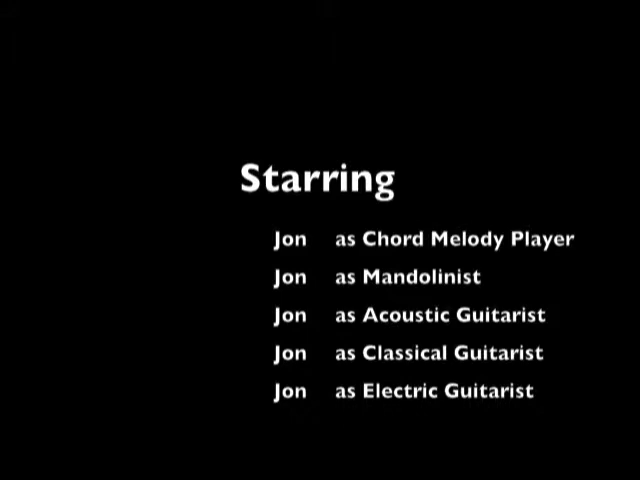 Starring
Jon as Chord Melody Player
Jon as Mandolinist
Jon as Acoustic Guitarist
Jon as Classical Guitarist
Jon as Electric Guitarist